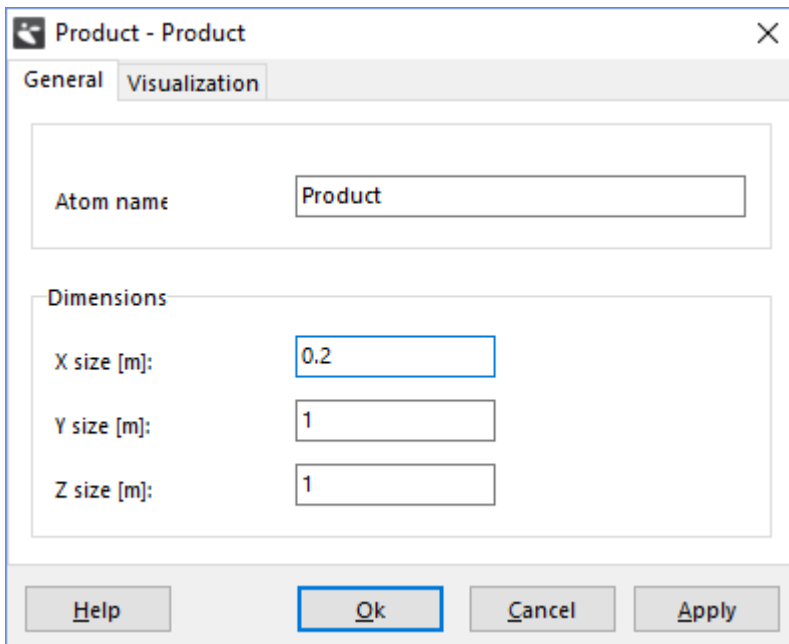 Product - Product
General Visualization
Atom name Product
Dimensions
X size [m]: 0.2
Y size [m]: 1
Z size [m]: 1
Help Ok Cancel Apply